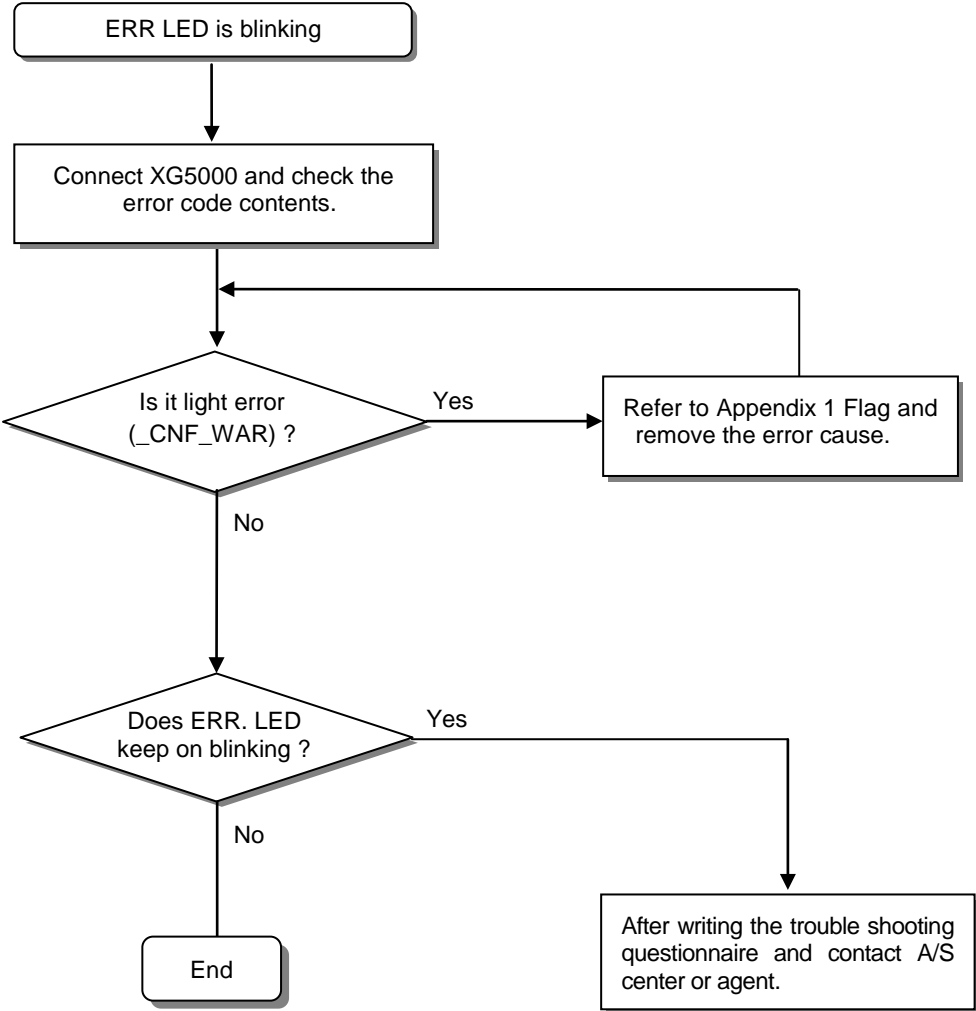 ERR LED is blinking
Connect XG5000 and check the
error code contents.
Is it light error
(_CNF_WAR) ?
Yes
Refer to Appendix 1 Flag and
remove the error cause.
No
Does ERR. LED
keep on blinking ?
Yes
No
End
After writing the trouble shooting
questionnaire and contact A/S
center or agent.